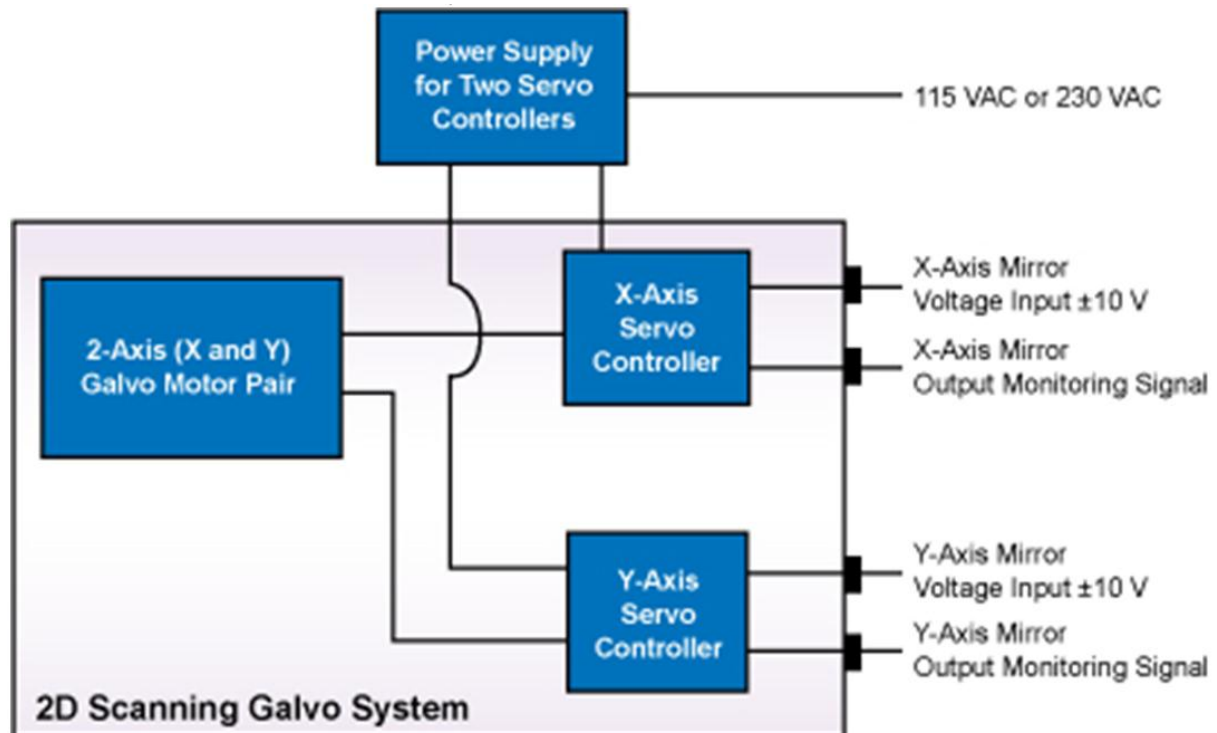 Power Supply
for Two Servo
Controllers
115 VAC or 230 VAC
2-Axis (X and Y)
Galvo Motor Pair
X-Axis
Servo
Controller
X-Axis Mirror
Voltage Input ±10 V
X-Axis Mirror
Output Monitoring Signal
Y-Axis
Servo
Controller
Y-Axis Mirror
Voltage Input ±10 V
Y-Axis Mirror
Output Monitoring Signal
2D Scanning Galvo System